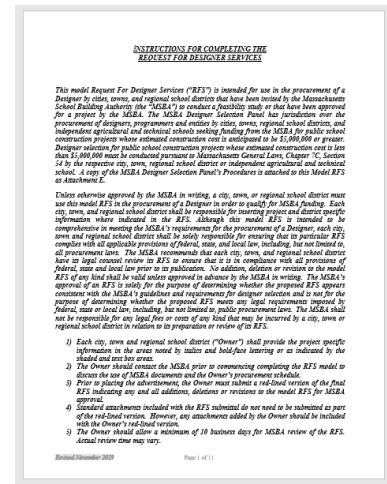 INSTRUCTIONS FOR COMPLETING THE
REQUEST FOR DESIGNER SERVICES
This model Request For Designer Services ("RFS") is intended for use in the procurement of a
Designer by cities, towns, and regional school districts that have been invited by the Massachusetts
School Building Authority (the "MSBA") to conduct a feasibility study or that have been approved
for a project by the MSBA. The MSBA Designer Selection Panel has jurisdiction over the
procurement of designers, programmers and entities by cities, towns, regional school districts, and
independent agricultural and technical schools seeking funding from the MSBA for public school
construction projects whose estimated construction cost is anticipated to be $5,000,000 or greater.
Designer selection for public school construction projects whose estimated construction cost is less
than $5,000,000 must be conducted pursuant to Massachusetts General Laws, Chapter 7C, Section
54 by the respective city, town, regional school district or independent agricultural and technical
school. A copy of the MSBA Designer Selection Panel's Procedures is attached to this Model RFS
as Attachment E.
Unless otherwise approved by the MSBA in writing, a city, town, or regional school district must
use this model RFS in the procurement of a Designer in order to qualify for MSBA funding. Each
city, town, and regional school district shall be responsible for inserting project and district specific
information where indicated in the RFS. Although this model RFS is intended to be
comprehensive in meeting the MSBA's requirements for the procurement of a Designer, each city,
town and regional school district shall be solely responsible for ensuring that its particular RFS
complies with all applicable provisions of federal, state, and local law, including, but not limited to,
all procurement laws. The MSBA recommends that each city, town, and regional school district
have its legal counsel review its RFS to ensure that it is in compliance with all provisions of
federal, state and local law prior to its publication. No addition, deletion or revision to the model
RFS of any kind shall be valid unless approved in advance by the MSBA in writing. The MSBA's
approval of an RFS is solely for the purpose of determining whether the proposed RFS appears
consistent with the MSBA's guidelines and requirements for designer selection and is not for the
purpose of determining whether the proposed RFS meets any legal requirements imposed by
federal, state or local law, including, but not limited to, public procurement laws. The MSBA shall
not be responsible for any legal fees or costs of any kind that may be incurred by a city, town or
regional school district in relation to its preparation or review of its RFS.
1) Each city, town and regional school district ("Owner") shall provide the project specific
information in the areas noted by italics and bold-face lettering or as indicated by the
shaded and text box areas.
2) The Owner should contact the MSBA prior to commencing completing the RFS model to
discuss the use of MSBA documents and the Owner's procurement schedule.
3) Prior to placing the advertisement, the Owner must submit a red-lined version of the final
RFS indicating any and all additions, deletions or revisions to the model RFS for MSBA
approval.
4) Standard attachments included with the RFS submitted do not need to be submitted as part
of the red-lined version. However, any attachments added by the Owner should be included
with the Owner's red-lined version.
5) The Owner should allow a minimum of 10 business days for MSBA review of the RFS.
Actual review time may vary.
Revised November 2019 Page 1 of 11